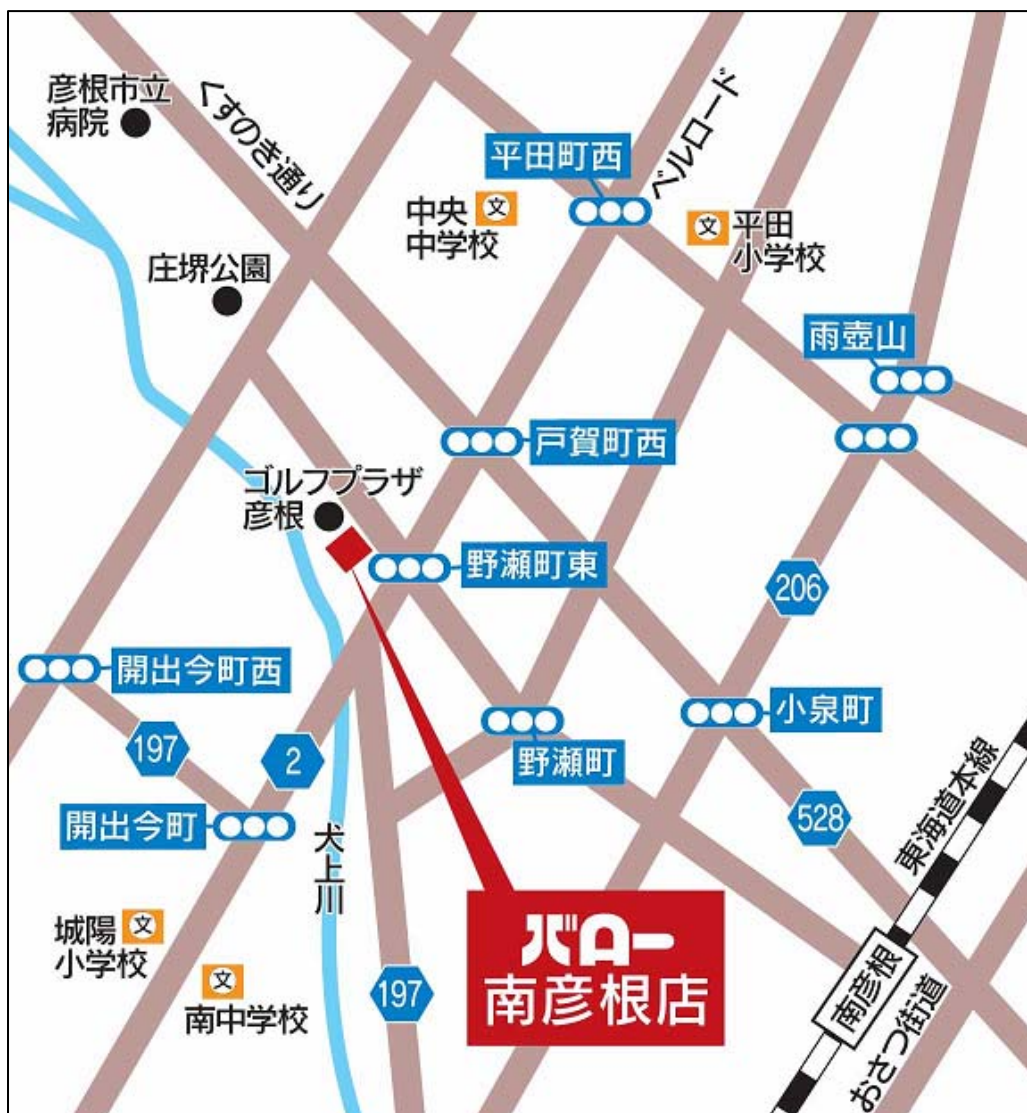 彦根市立
病院
くすのき通り
平田町西
ベルロード
中央
中学校
文
文
平田
小学校
庄堺公園
雨壺山
戸賀町西
ゴルフプラザ
彦根
野瀬町東
206
開出今町西
小泉町
197
2
野瀬町
528
開出今町
犬上川
東海道本線
城陽
小学校
文
文
南中学校
197
バロー
南彦根店
南彦根
おさつ街道